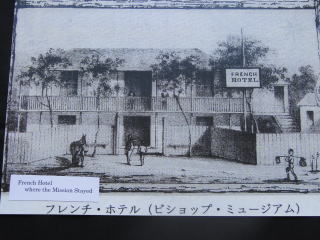 FRENCH
HOTEL
French Hotel
where the Mission Stayed
フレンチ・ホテル (ビショップ・ミュージアム)